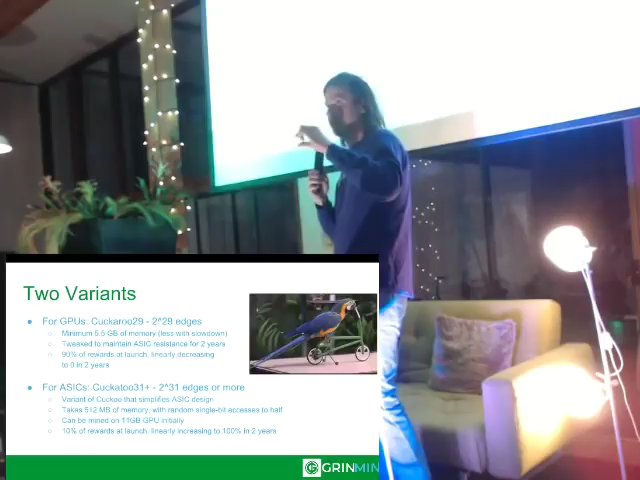 Two Variants
For GPUs: Cuckaroo29 - 2^29 edges
Minimum 5.5 GB of memory (less with slowdown)
Tweaked to maintain ASIC resistance for 2 years
90% of rewards at launch, linearly decreasing
to 0 in 2 years
For ASICs: Cuckatoo31+ - 2^31 edges or more
Variant of Cuckoo that simplifies ASIC design
Takes 512 MB of memory, with random single-bit accesses to half
Can be mined on 11GB GPU initially
10% of rewards at launch, linearly increasing to 100% in 2 years
GRINMIN